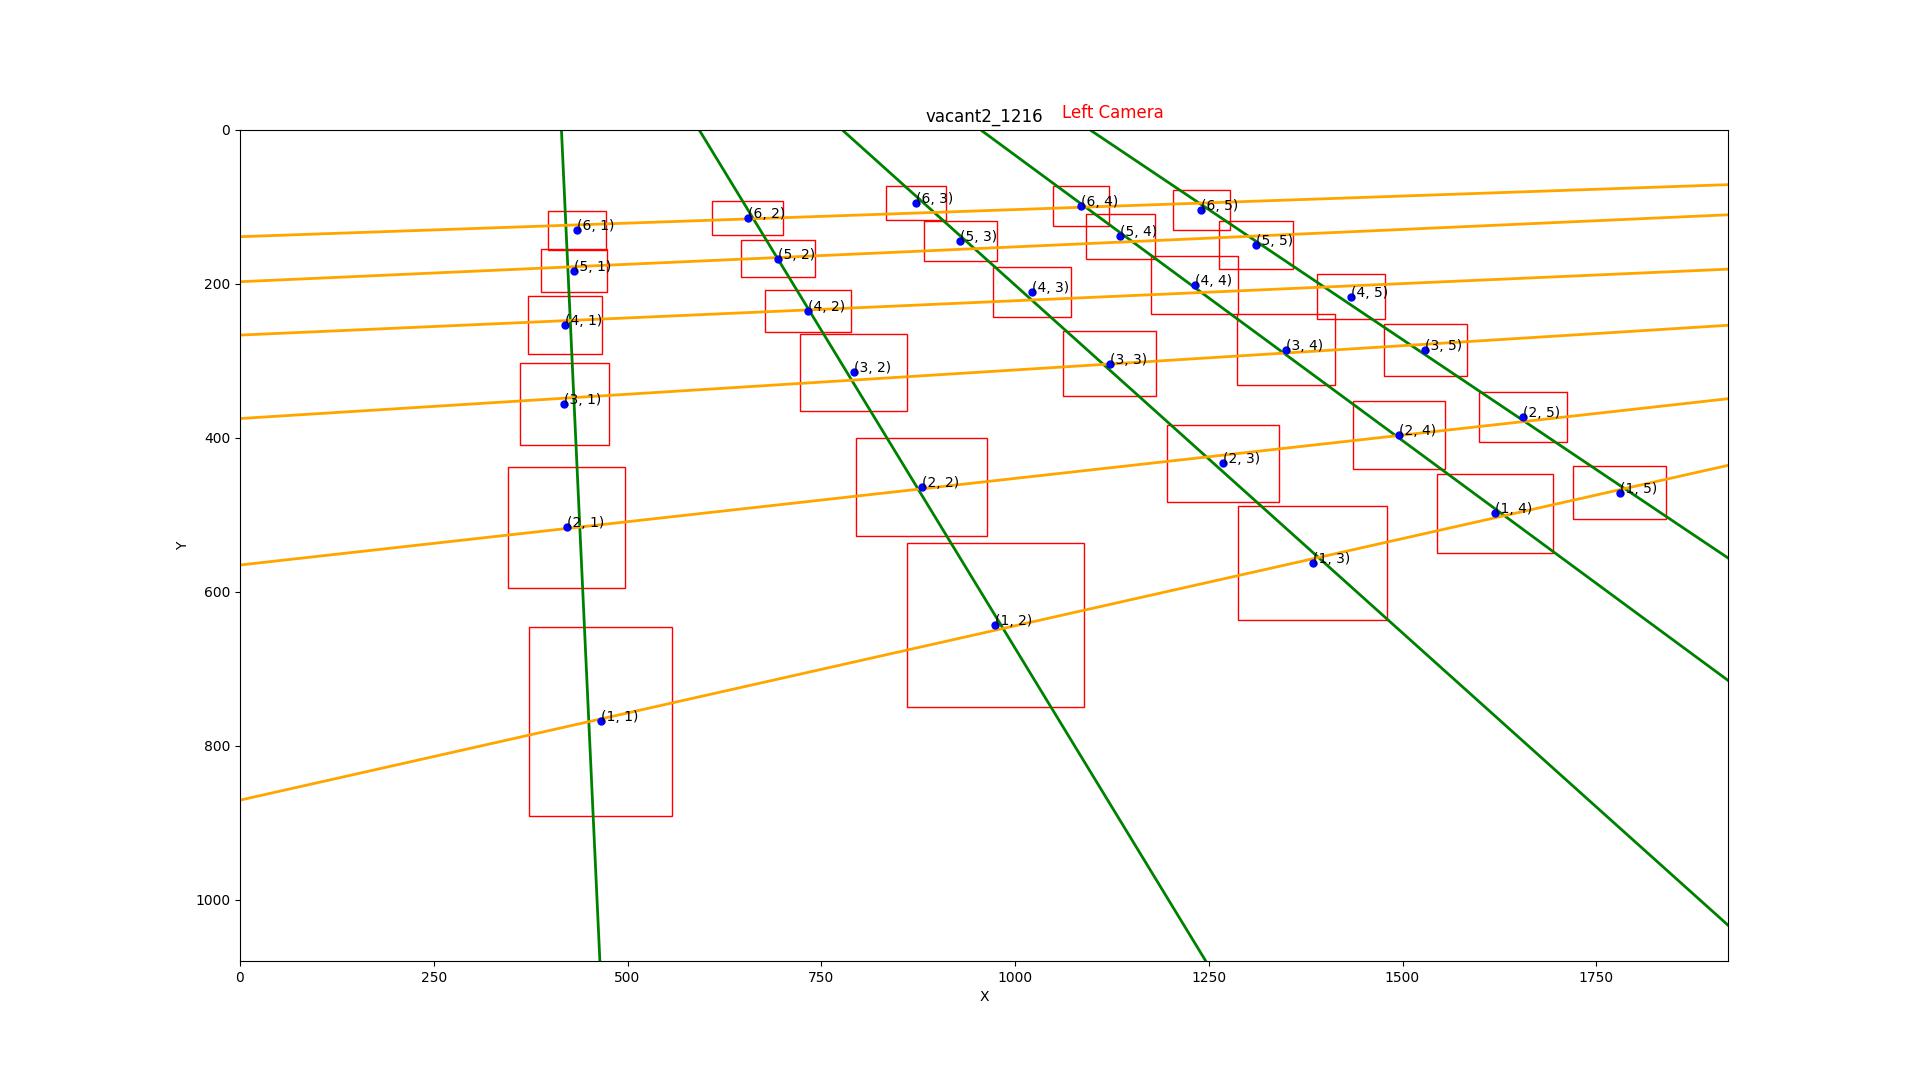 vacant2_1216 Left Camera
0
(6, 1) (6, 2) (6, 3) (6, 4) (6, 5)
(5, 1) (5, 2) (5, 3) (5, 4) (5, 5)
200
(4, 1) (4, 2) (4, 3) (4, 4) (4, 5)
(3, 1) (3, 2) (3, 3) (3, 4) (3, 5)
400
(2, 1) (2, 2) (2, 3) (2, 4) (2, 5)
Y
600
(1, 1) (1, 2) (1, 3) (1, 4) (1, 5)
800
1000
0 250 500 750 1000 1250 1500 1750
X